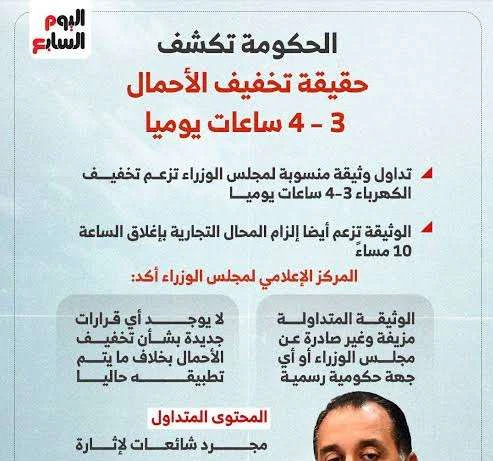 اليوم
السابع
الحكومة تكشف
حقيقة تخفيف الأحمال
3 - 4 ساعات يوميا
تداول وثيقة منسوبة لمجلس الوزراء تزعم تخفيف
الكهرباء 3-4 ساعات يوميا
الوثيقة تزعم أيضا إلزام المحال التجارية بإغلاق الساعة
10 مساءً
المركز الإعلامي لمجلس الوزراء أكد:
الوثيقة المتداولة
مزيفة وغير صادرة عن
مجلس الوزراء أو أي
جهة حكومية رسمية
لا يوجد أي قرارات
جديدة بشأن تخفيف
الأحمال بخلاف ما يتم
تطبيقه حاليا
المحتوى المتداول
مجرد شائعات لإثارة